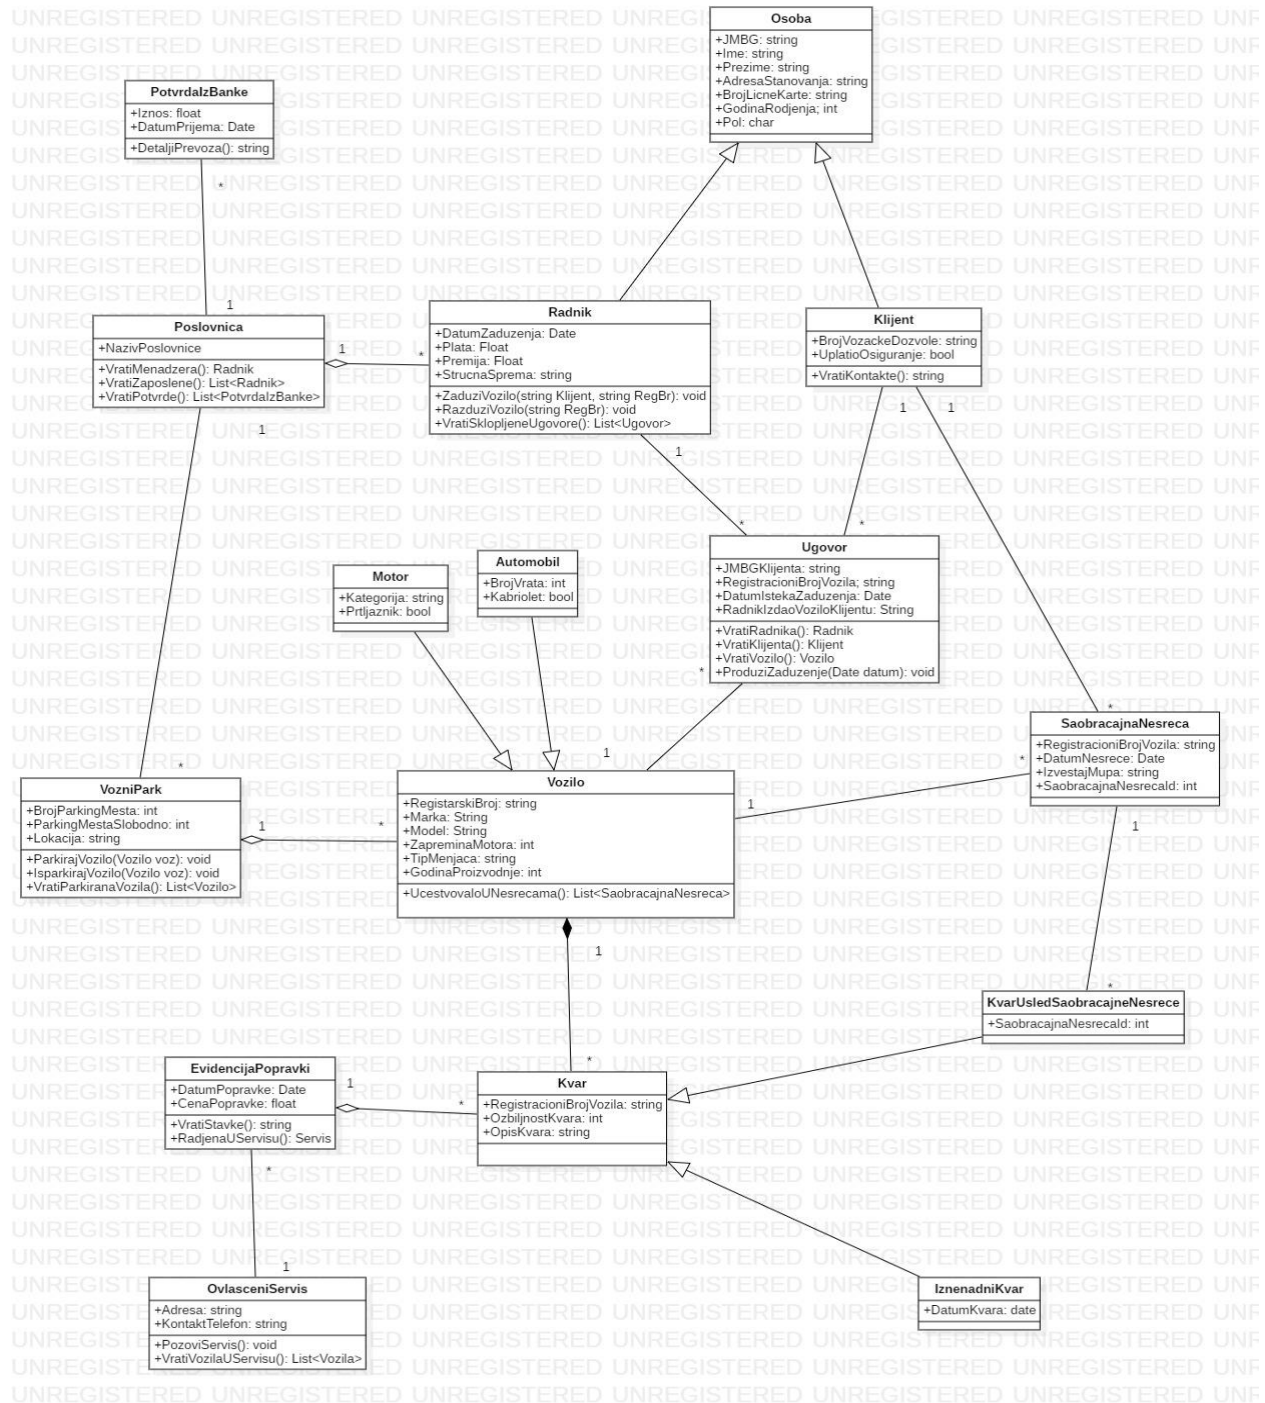 Osoba
+JMBG: string
+Ime: string
+Prezime: string
+AdresaStanovanja: string
+BrojLicneKarte: string
+GodinaRodjenja; int
+Pol: char
PotvrdaIzBanke
+Iznos: float
+DatumPrijema: Date
+DetaljiPrevoza(): string
*
1
Poslovnica
+NazivPoslovnice
+VratiMenadzera(): Radnik
+VratiZaposlene(): List<Radnik>
+VratiPotvrde(): List<PotvrdaIzBanke>
1
*
1
Radnik
+DatumZaduzenja: Date
+Plata: Float
+Premija: Float
+StrucnaSprema: string
+ZaduziVozilo(string Klijent, string RegBr): void
+RazduziVozilo(string RegBr): void
+VratiSklopljeneUgovore(): List<Ugovor>
1
*
Klijent
+BrojVozackeDozvole: string
+UplatioOsiguranje: bool
+VratiKontakte(): string
1
1
*
*
Motor
+Kategorija: string
+Prtljaznik: bool
Automobil
+BrojVrata: int
+Kabriolet: bool
Ugovor
+JMBGKlijenta: string
+RegistracioniBrojVozila; string
+DatumIstekaZaduzenja: Date
+RadnikIzdaoVoziloKlijentu: String
+VratiRadnika(): Radnik
+VratiKlijenta(): Klijent
+VratiVozilo(): Vozilo
+ProduziZaduzenje(Date datum): void
*
1
SaobracajnaNesreca
+RegistracioniBrojVozila: string
+DatumNesrece: Date
+IzvestajMupa: string
+SaobracajnaNesrecaId: int
*
1
1
*
VozniPark
+BrojParkingMesta: int
+ParkingMestaSlobodno: int
+Lokacija: string
+ParkirajVozilo(Vozilo voz): void
+IsparkirajVozilo(Vozilo voz): void
+VratiParkiranaVozila(): List<Vozilo>
*
1
*
Vozilo
+RegistarskiBroj: string
+Marka: String
+Model: String
+ZapreminaMotora: int
+TipMenjaca: string
+GodinaProizvodnje: int
+UcestvovaloUNesrecama(): List<SaobracajnaNesreca>
1
*
KvarUsledSaobracajneNesrece
+SaobracajnaNesrecaId: int
EvidencijaPopravki
+DatumPopravke: Date
+CenaPopravke: float
+VratiStavke(): string
+RadjenaUServisu(): Servis
1
*
*
1
Kvar
+RegistracioniBrojVozila: string
+OzbiljnostKvara: int
+OpisKvara: string
OvlasceniServis
+Adresa: string
+KontaktTelefon: string
+PozoviServis(): void
+VratiVozilaUServisu(): List<Vozila>
IznenadniKvar
+DatumKvara: date
UNREGISTERED